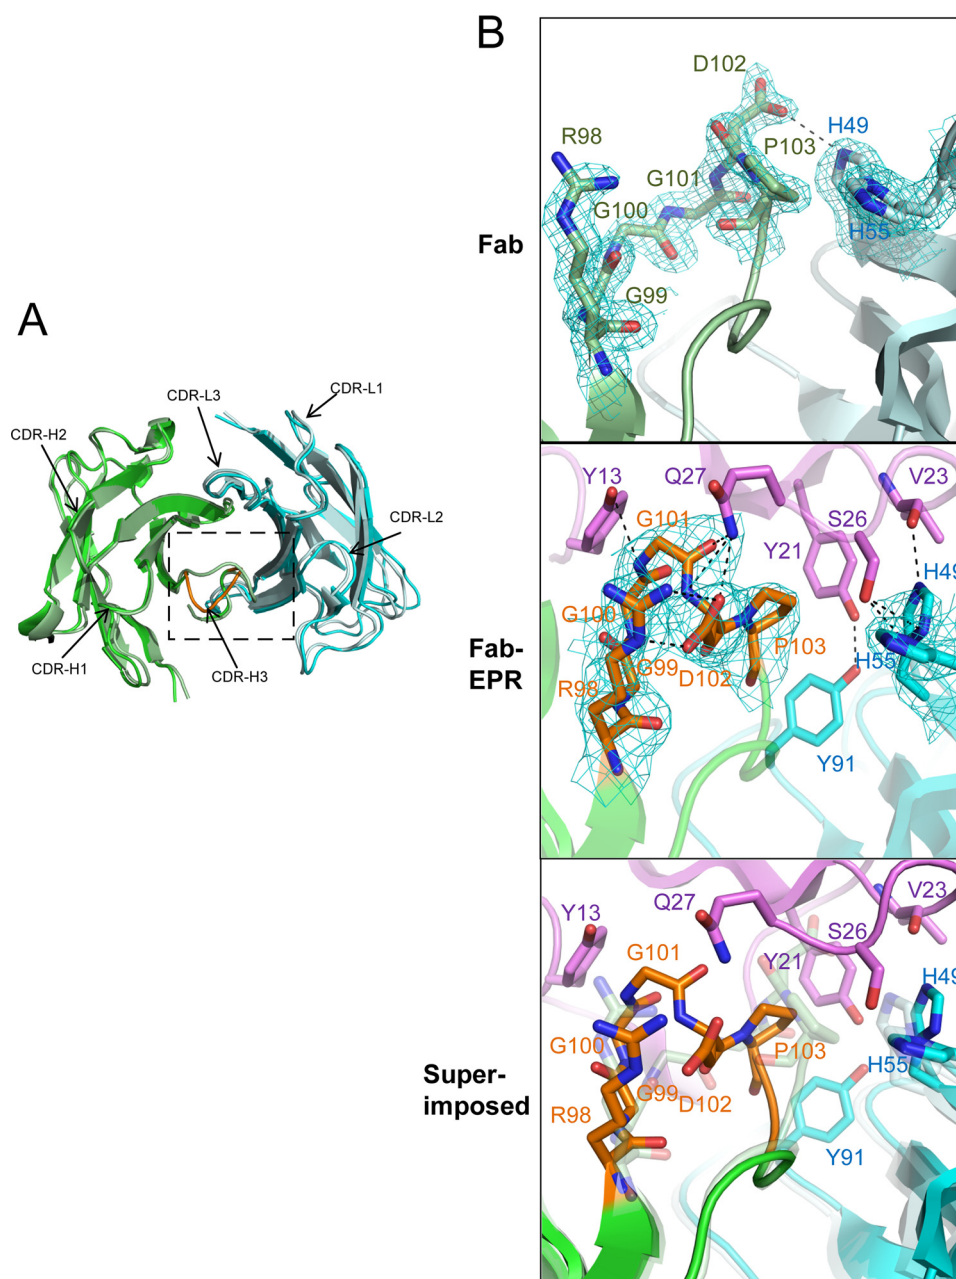 A
CDR-L3
CDR-L1
CDR-H2
CDR-L2
CDR-H1
CDR-H3
B
Fab
D102
H49
R98
P103
G101
G100
H55
G99
Fab-
EPR
Y13
Q27
V23
G101
S26
Y21
H49
G100
P103
H55
G99
D102
R98
Y91
Super-
imposed
Q27
V23
Y13
S26
G101
Y21
H49
G100
P103
H55
G99
D102
R98
Y91